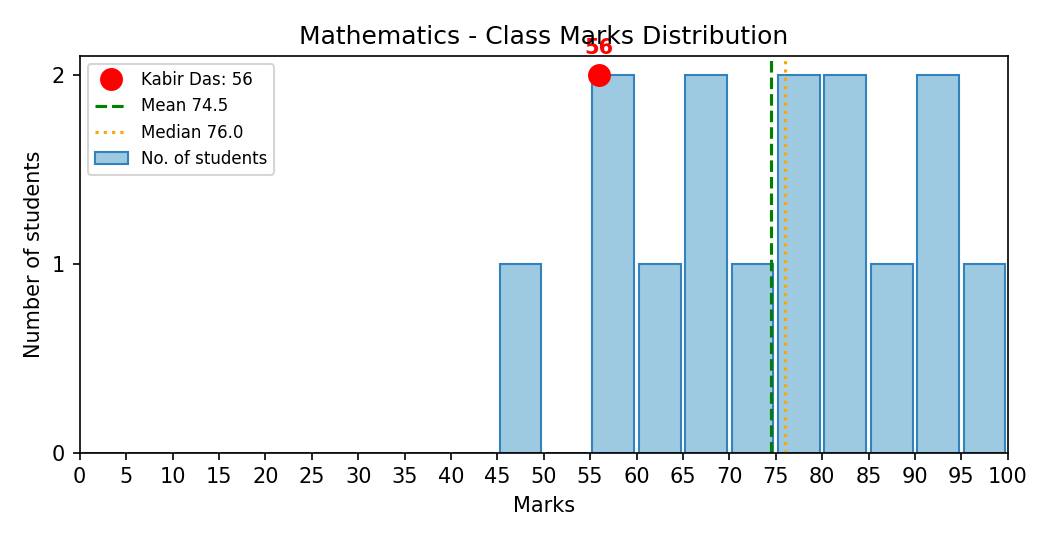 Mathematics - Class Marks Distribution
56
Kabir Das: 56
Mean 74.5
Median 76.0
No. of students
Number of students
2
1
0
0 5 10 15 20 25 30 35 40 45 50 55 60 65 70 75 80 85 90 95 100
Marks